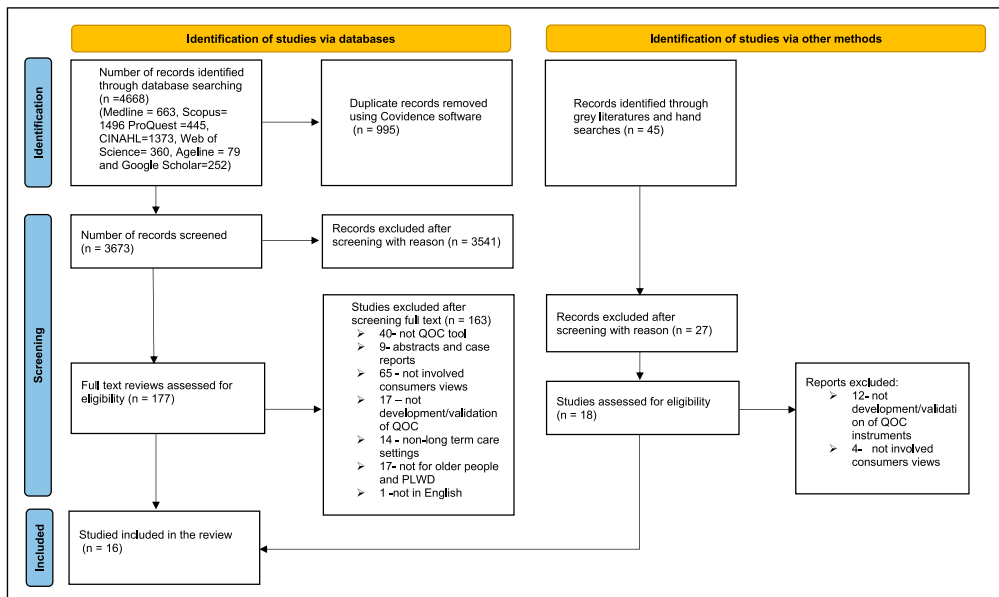 Identification of studies via databases
Identification of studies via other methods
Identification
Number of records identified
through database searching
(n =4668)
(Medline = 663, Scopus=
1496 ProQuest =445,
CINAHL=1373, Web of
Science= 360, Ageline = 79
and Google Scholar=252)
Duplicate records removed
using Covidence software
(n = 995)
Records identified through
grey literatures and hand
searches (n = 45)
Screening
Number of records screened
(n = 3673)
Records excluded after
screening with reason (n = 3541)
Full text reviews assessed for
eligibility (n = 177)
Studies excluded after
screening full text (n = 163)
➢ 40- not QOC tool
➢ 9- abstracts and case
reports
➢ 65 - not involved
consumers views
➢ 17 – not
development/validation
of QOC
➢ 14 - non-long term care
settings
➢ 17- not for older people
and PLWD
➢ 1 -not in English
Records excluded after
screening with reason (n = 27)
Studies assessed for eligibility
(n = 18)
Reports excluded:
➢ 12- not
development/validati
on of QOC
instruments
➢ 4- not involved
consumers views
Included
Studied included in the review
(n = 16)